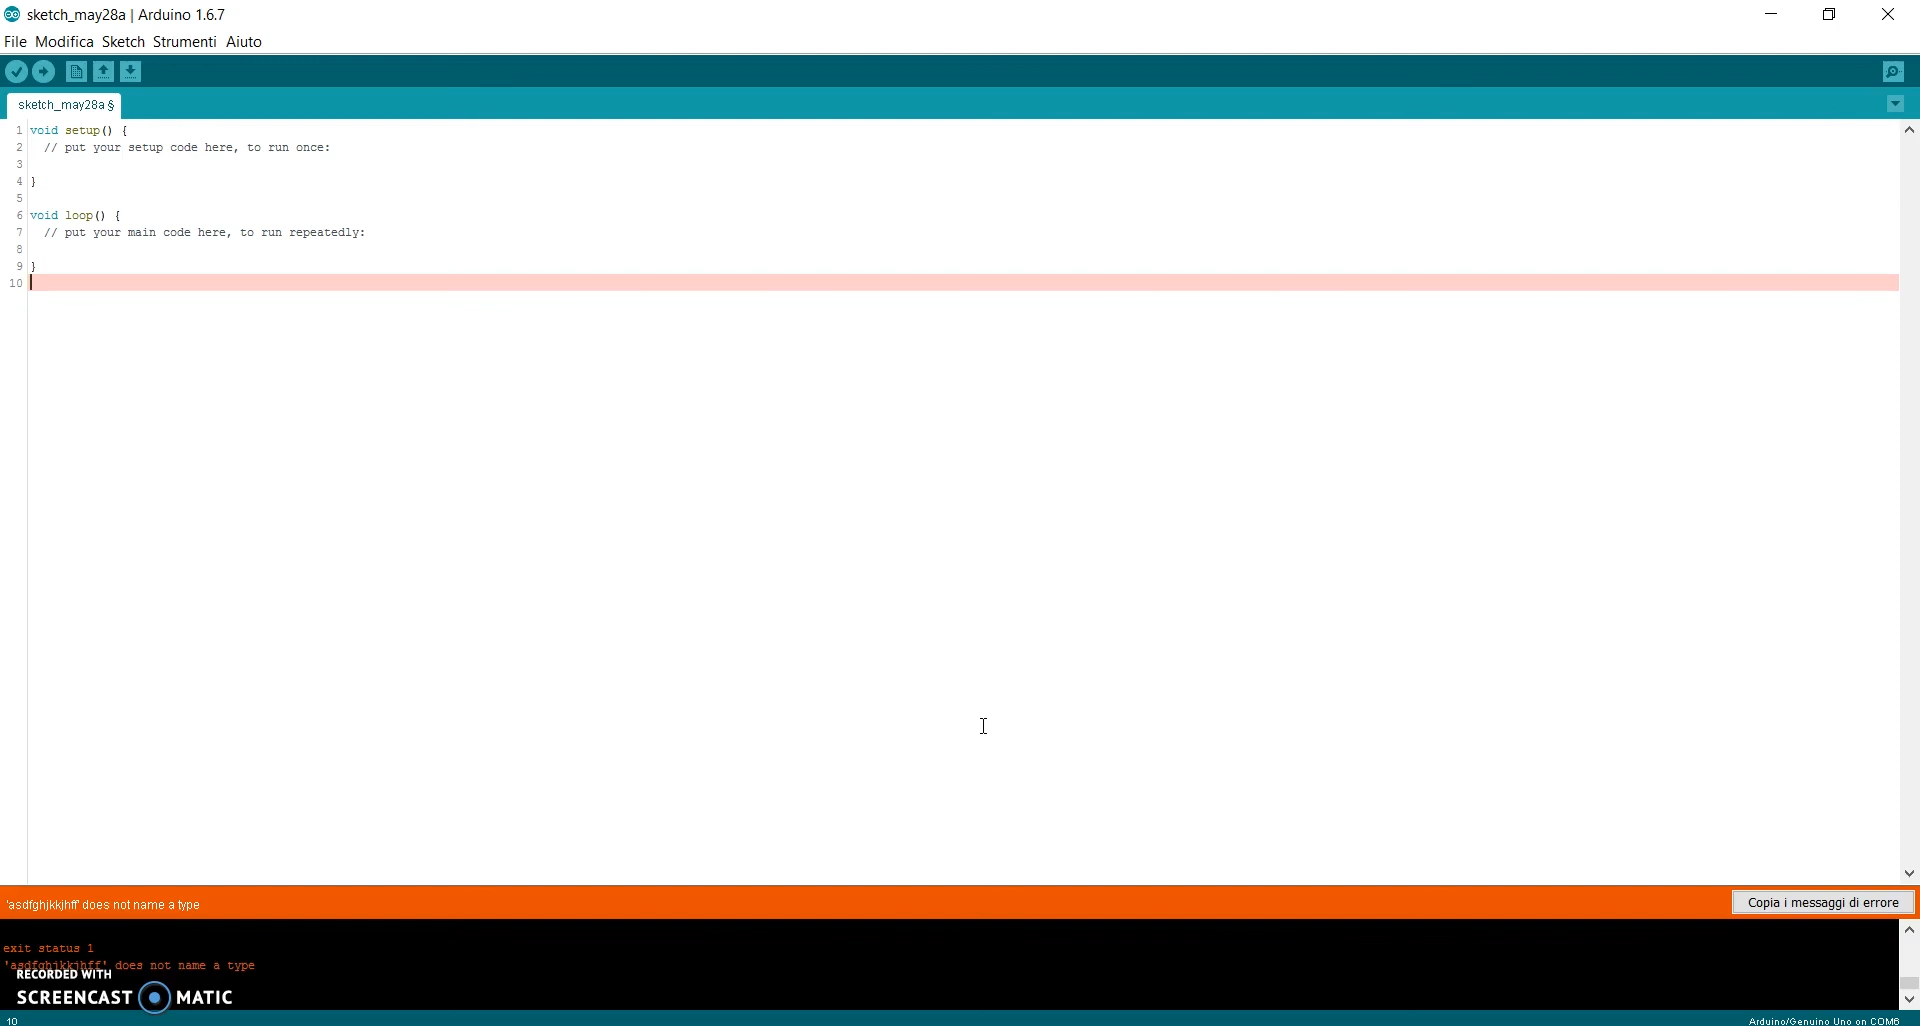 sketch_may28a | Arduino 1.6.7
File Modifica Sketch Strumenti Aiuto
sketch_may28a §
1 void setup() {
2 // put your setup code here, to run once:
3
4 }
5
6 void loop() {
7 // put your main code here, to run repeatedly:
8
9 }
10
'asdfghjkkjhff' does not name a type
Copia i messaggi di errore
exit status 1
'asdfghjkkjhff' does not name a type
RECORDED WITH
SCREENCAST MATIC
10
Arduino/Genuino Uno on COM6